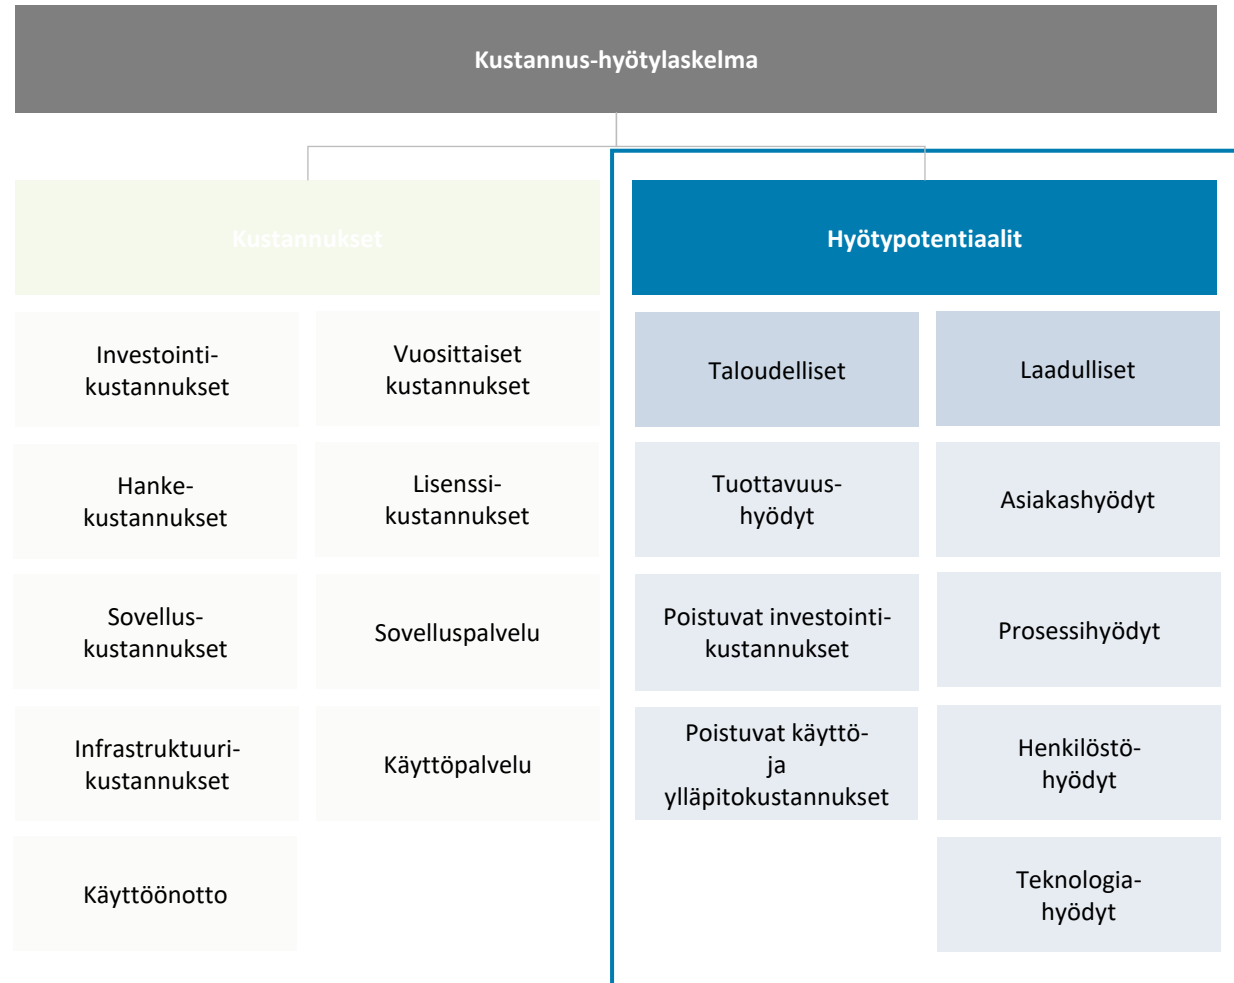 Kustannus-hyötylaskelma
Kustannukset
Hyötypotentiaalit
Investointi-
kustannukset
Vuosittaiset
kustannukset
Taloudelliset
Laadulliset
Hanke-
kustannukset
Lisenssi-
kustannukset
Tuottavuus-
hyödyt
Asiakashyödyt
Sovellus-
kustannukset
Sovelluspalvelu
Poistuvat investointi-
kustannukset
Prosessihyödyt
Infrastruktuuri-
kustannukset
Käyttöpalvelu
Poistuvat käyttö-
ja
ylläpitokustannukset
Henkilöstö-
hyödyt
Käyttöönotto
Teknologia-
hyödyt